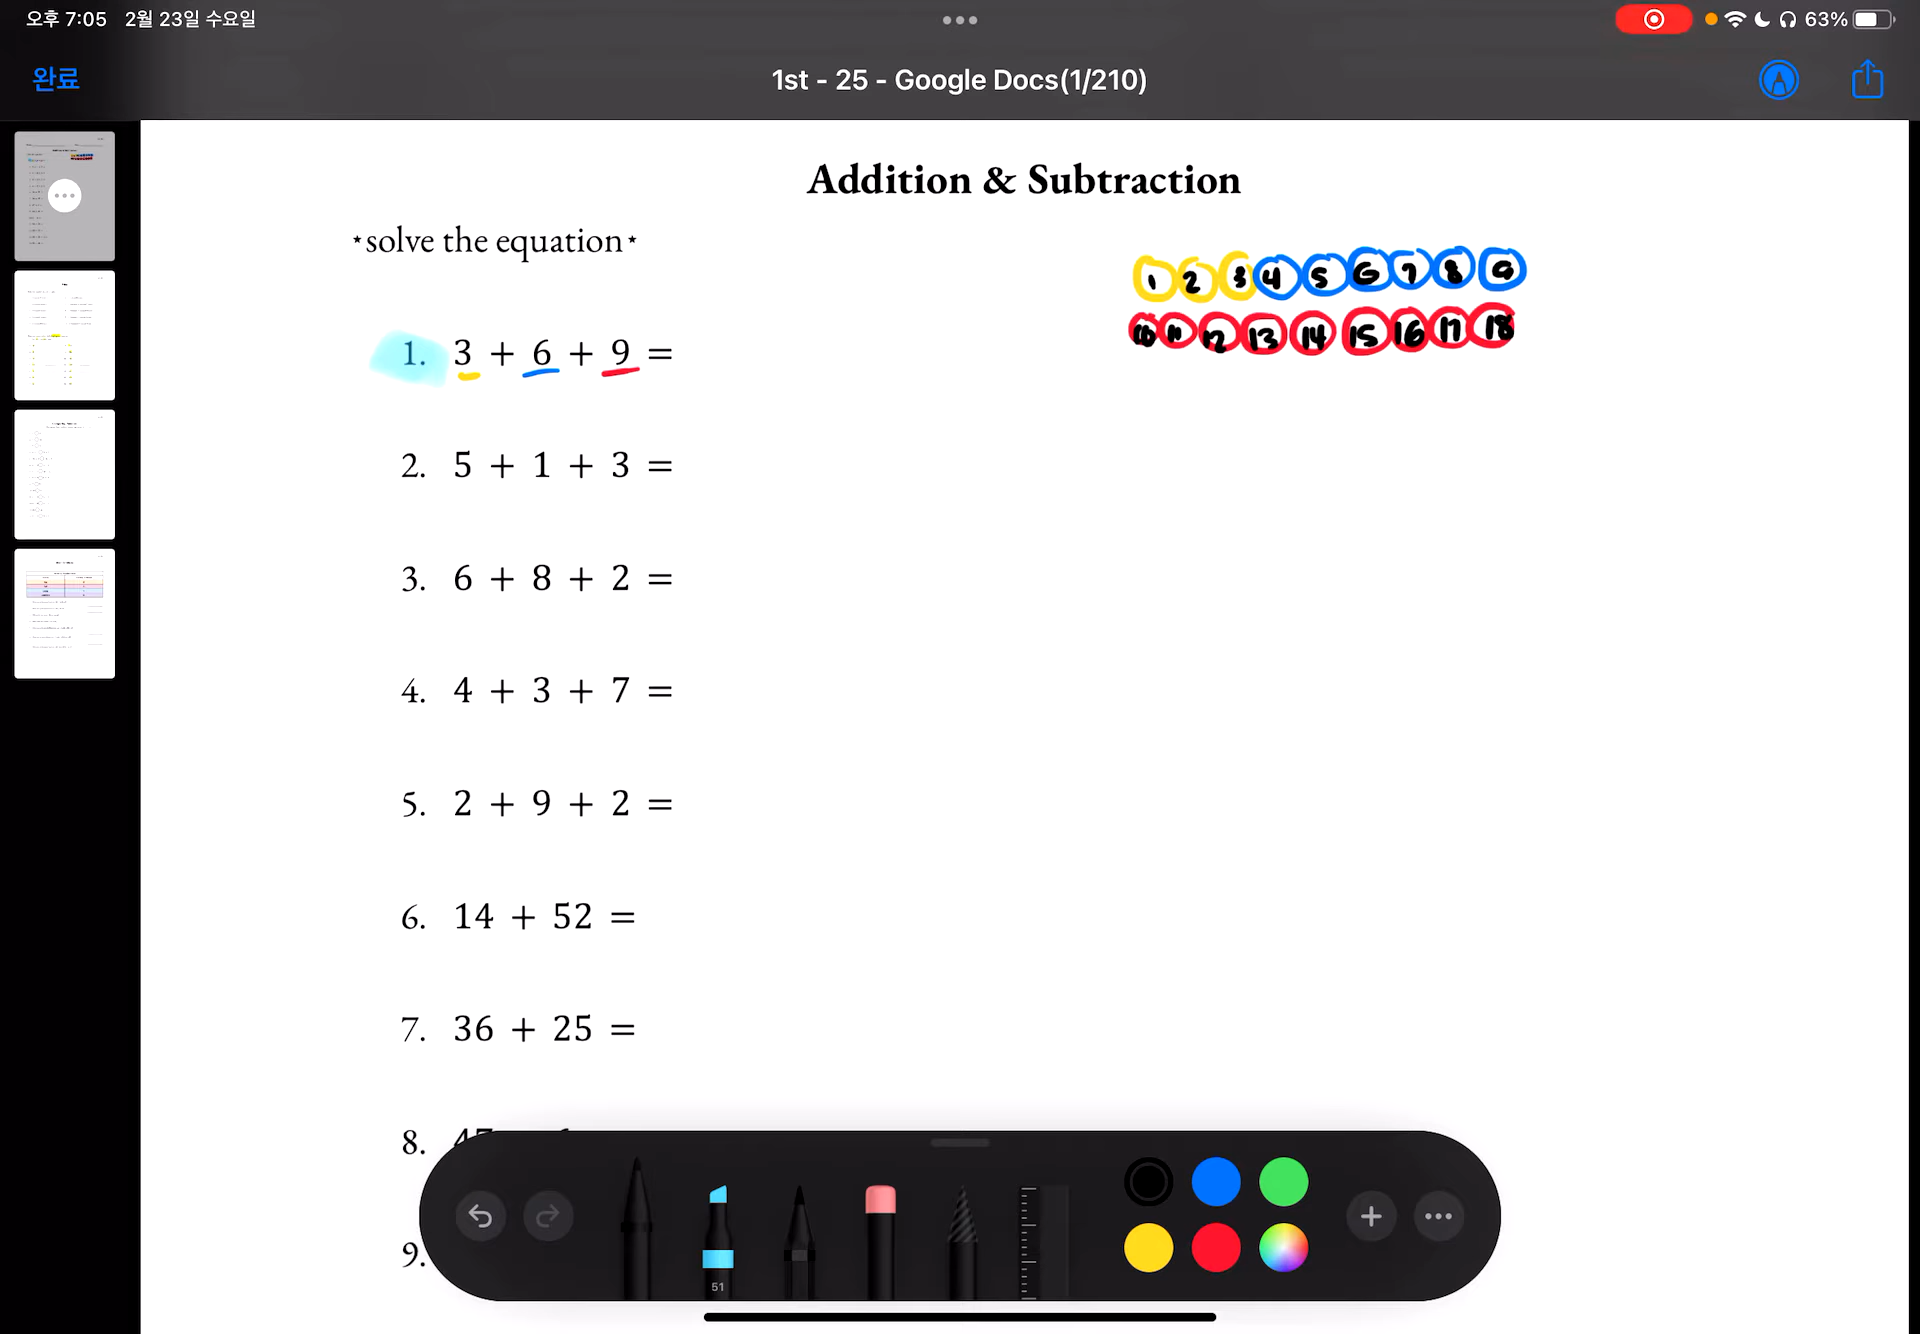 오후 7:05 2월 23일 수요일
63%
완료
1st - 25 - Google Docs(1/210)
Addition & Subtraction
*solve the equation*
1 2 3 4 5 6 7 8 9
10 11 12 13 14 15 16 17 18
1. 3 + 6 + 9 =
2. 5 + 1 + 3 =
3. 6 + 8 + 2 =
4. 4 + 3 + 7 =
5. 2 + 9 + 2 =
6. 14 + 52 =
7. 36 + 25 =
8.
9.
51